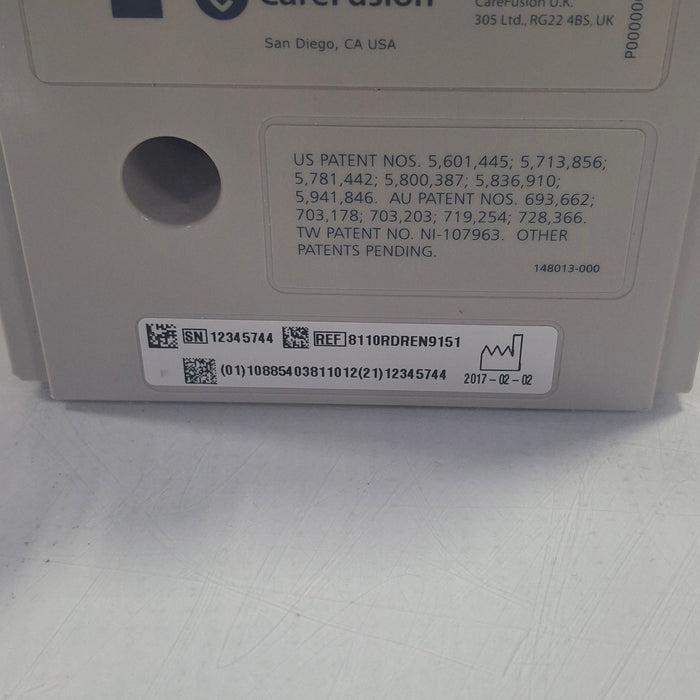 CareFusion
San Diego, CA USA
CareFusion U.K.
305 Ltd., RG22 4BS, UK
US PATENT NOS. 5,601,445; 5,713,856;
5,781,442; 5,800,387; 5,836,910;
5,941,846. AU PATENT NOS. 693,662;
703,178; 703,203; 719,254; 728,366.
TW PATENT NO. NI-107963. OTHER
PATENTS PENDING.
148013-000
SN 12345744 REF 8110RDREN9151
(01)10885403811012(21)12345744 2017-02-02